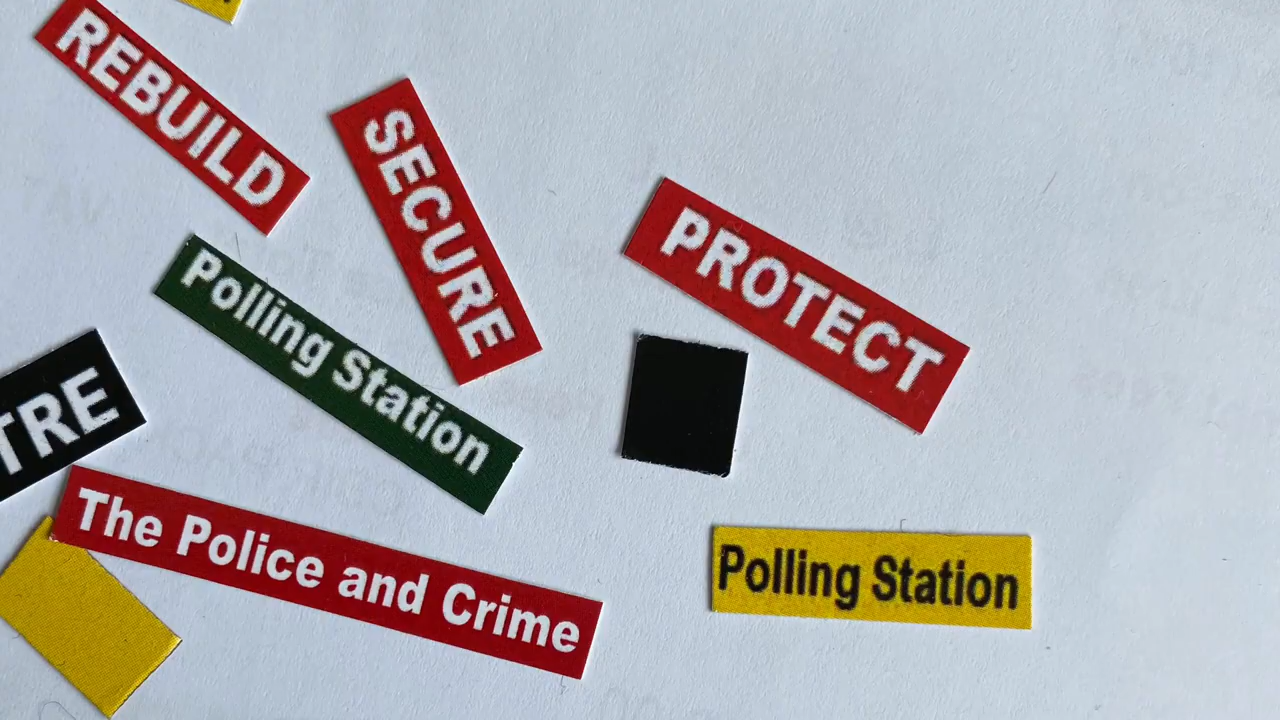 REBUILD
SECURE
PROTECT
Polling Station
TRE
The Police and Crime
Polling Station